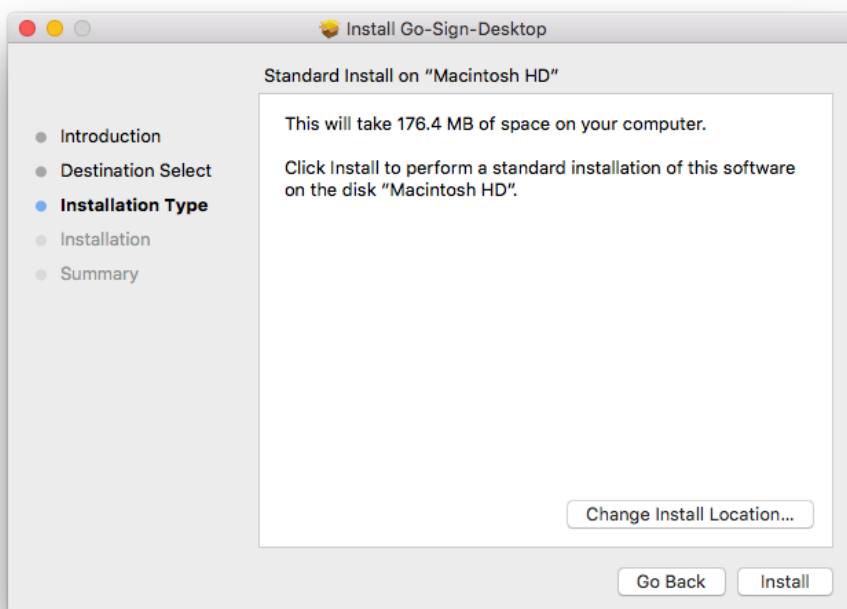 Install Go-Sign-Desktop
Standard Install on “Macintosh HD”
Introduction
Destination Select
Installation Type
Installation
Summary
This will take 176.4 MB of space on your computer.
Click Install to perform a standard installation of this software
on the disk “Macintosh HD”.
Change Install Location...
Go Back
Install